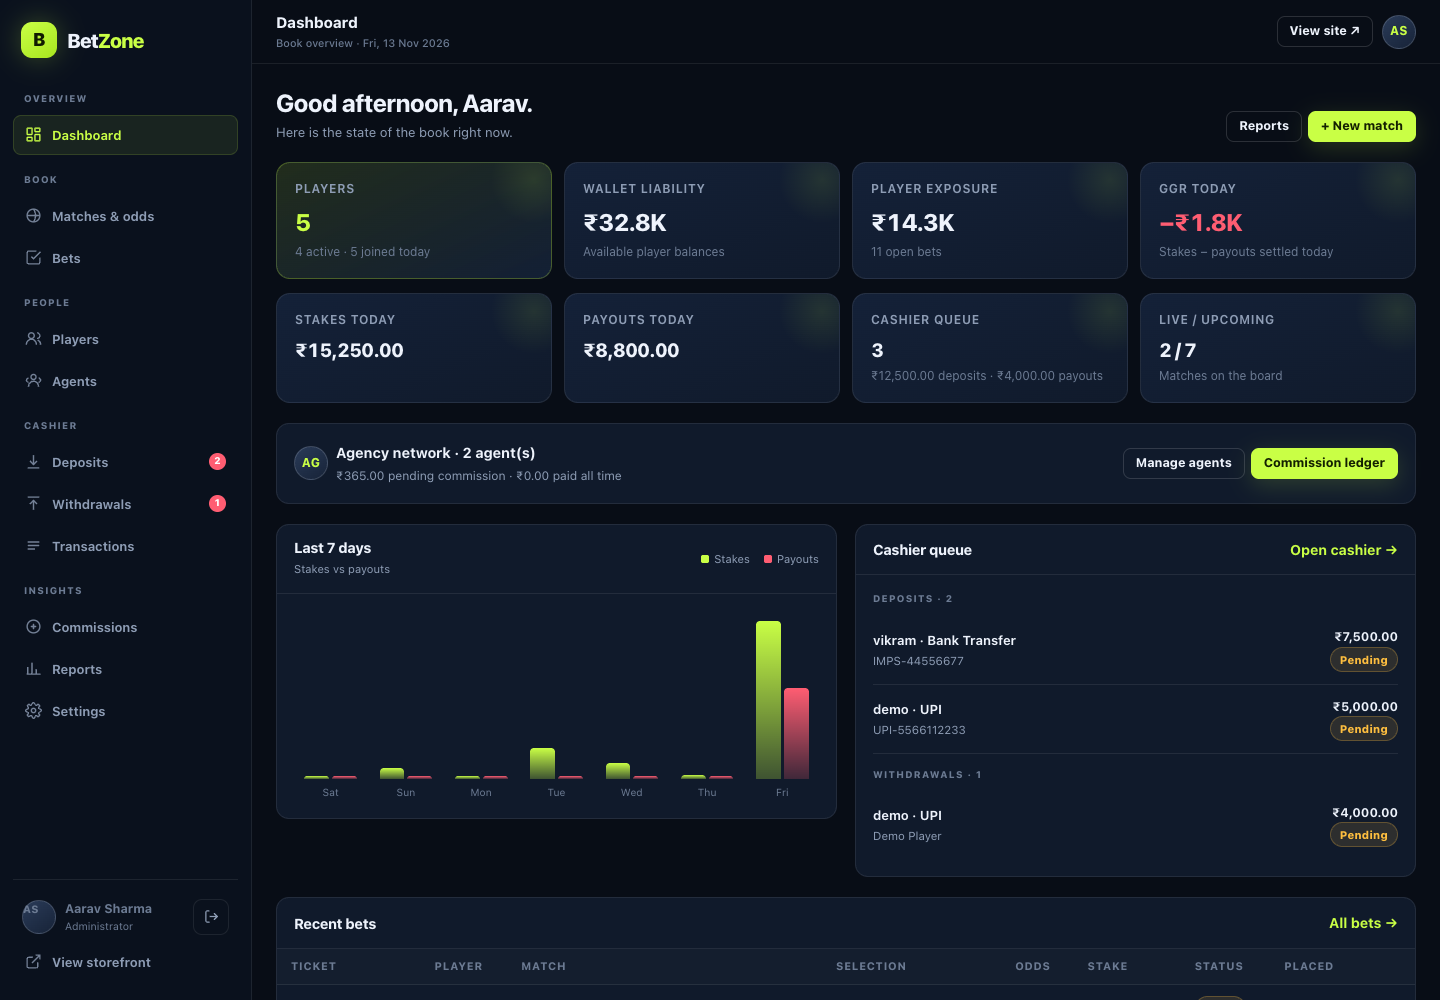 B
BetZone
OVERVIEW
Dashboard
BOOK
Matches & odds
Bets
PEOPLE
Players
Agents
CASHIER
Deposits 2
Withdrawals 1
Transactions
INSIGHTS
Commissions
Reports
Settings
AS
Aarav Sharma
Administrator
View storefront
Dashboard
Book overview · Fri, 13 Nov 2026
View site ↗
AS
Good afternoon, Aarav.
Here is the state of the book right now.
Reports
+ New match
PLAYERS
5
4 active · 5 joined today
WALLET LIABILITY
₹32.8K
Available player balances
PLAYER EXPOSURE
₹14.3K
11 open bets
GGR TODAY
−₹1.8K
Stakes − payouts settled today
STAKES TODAY
₹15,250.00
PAYOUTS TODAY
₹8,800.00
CASHIER QUEUE
3
₹12,500.00 deposits · ₹4,000.00 payouts
LIVE / UPCOMING
2 / 7
Matches on the board
AG
Agency network · 2 agent(s)
₹365.00 pending commission · ₹0.00 paid all time
Manage agents
Commission ledger
Last 7 days
Stakes vs payouts
Stakes Payouts
Sat Sun Mon Tue Wed Thu Fri
Cashier queue
Open cashier →
DEPOSITS · 2
vikram · Bank Transfer
IMPS-44556677
₹7,500.00
Pending
demo · UPI
UPI-5566112233
₹5,000.00
Pending
WITHDRAWALS · 1
demo · UPI
Demo Player
₹4,000.00
Pending
Recent bets
All bets →
TICKET PLAYER MATCH SELECTION ODDS STAKE STATUS PLACED